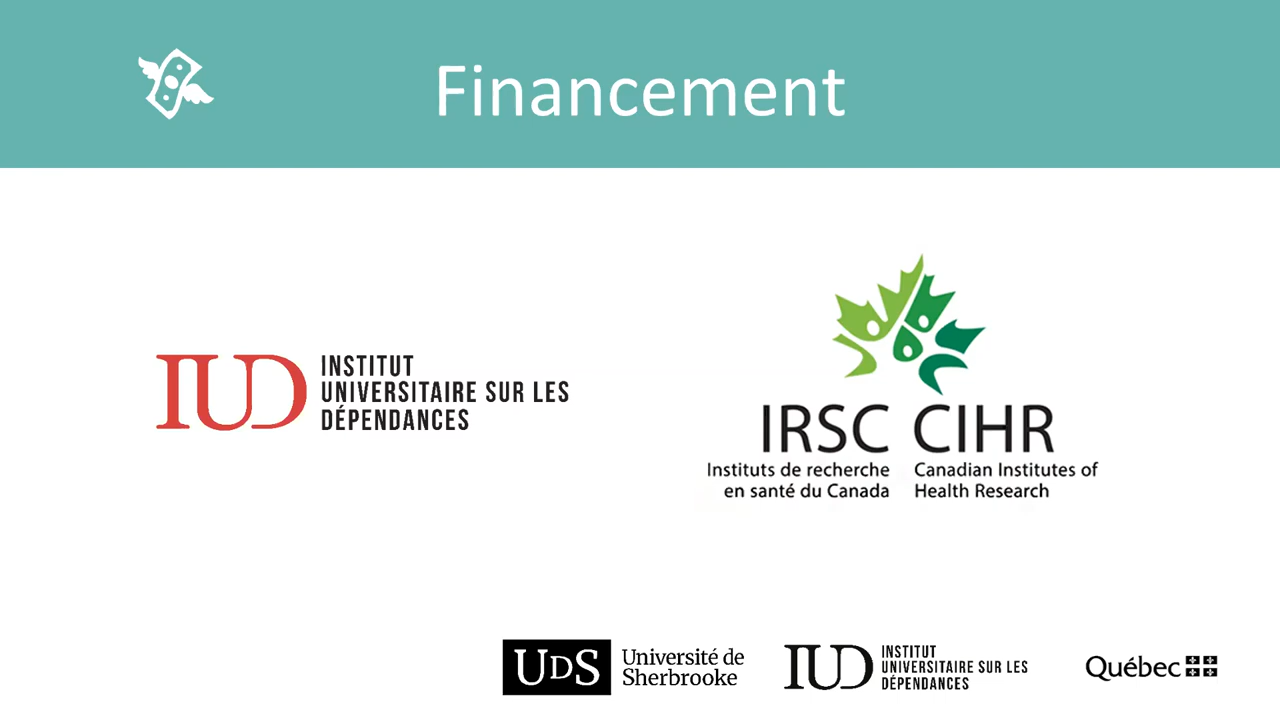 Financement
IUD
INSTITUT
UNIVERSITAIRE SUR LES
DÉPENDANCES
IRSC CIHR
Instituts de recherche
en santé du Canada
Canadian Institutes of
Health Research
UDS
Université de
Sherbrooke
IUD
INSTITUT
UNIVERSITAIRE SUR LES
DÉPENDANCES
Québec